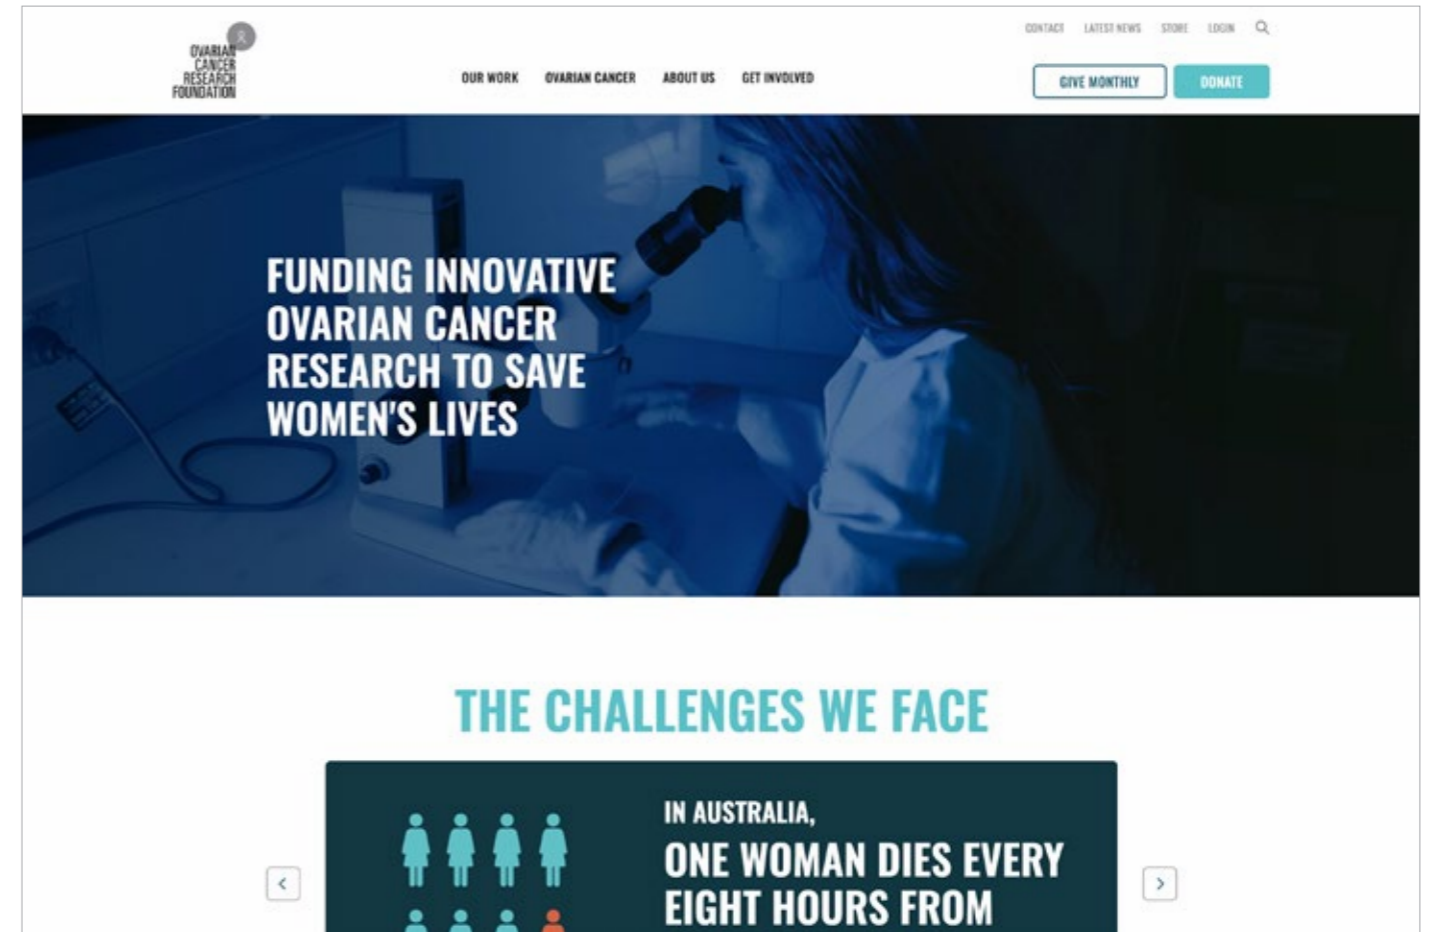 OVARIAN
CANCER
RESEARCH
FOUNDATION
CONTACT LATEST NEWS STORE LOGIN
OUR WORK OVARIAN CANCER ABOUT US GET INVOLVED
GIVE MONTHLY DONATE
FUNDING INNOVATIVE
OVARIAN CANCER
RESEARCH TO SAVE
WOMEN'S LIVES
THE CHALLENGES WE FACE
IN AUSTRALIA,
ONE WOMAN DIES EVERY
EIGHT HOURS FROM